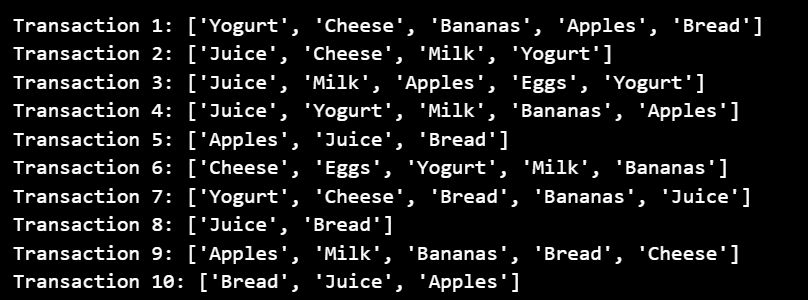 Transaction 1: ['Yogurt', 'Cheese', 'Bananas', 'Apples', 'Bread']
Transaction 2: ['Juice', 'Cheese', 'Milk', 'Yogurt']
Transaction 3: ['Juice', 'Milk', 'Apples', 'Eggs', 'Yogurt']
Transaction 4: ['Juice', 'Yogurt', 'Milk', 'Bananas', 'Apples']
Transaction 5: ['Apples', 'Juice', 'Bread']
Transaction 6: ['Cheese', 'Eggs', 'Yogurt', 'Milk', 'Bananas']
Transaction 7: ['Yogurt', 'Cheese', 'Bread', 'Bananas', 'Juice']
Transaction 8: ['Juice', 'Bread']
Transaction 9: ['Apples', 'Milk', 'Bananas', 'Bread', 'Cheese']
Transaction 10: ['Bread', 'Juice', 'Apples']